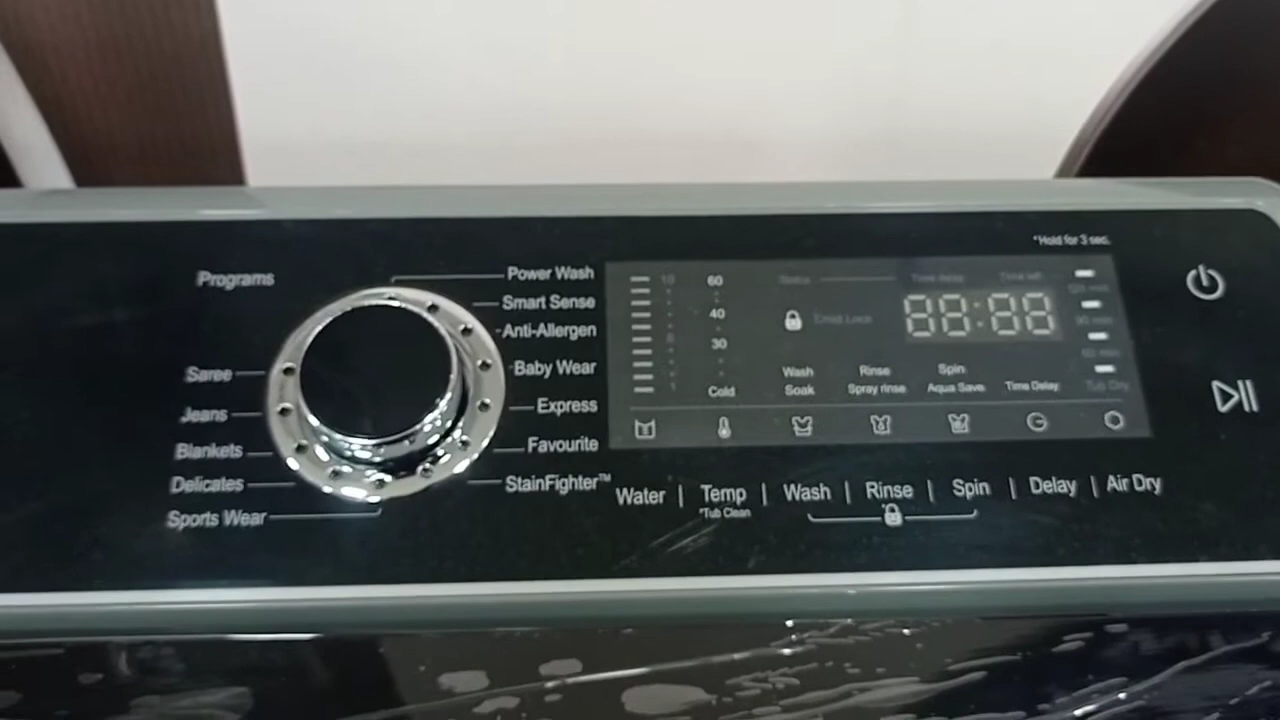 *Hold for 3 sec.
Programs
Power Wash
Smart Sense
Anti-Allergen
Baby Wear
Express
Favourite
StainFighter™
Saree
Jeans
Blankets
Delicates
Sports Wear
10
60
40
30
Cold
Status
Child Lock
Time delay
Time left
88:88
Wash
Soak
Rinse
Spray rinse
Spin
Aqua Save
Time Delay
Tub Dry
Water | Temp | Wash | Rinse | Spin | Delay | Air Dry
*Tub Clean